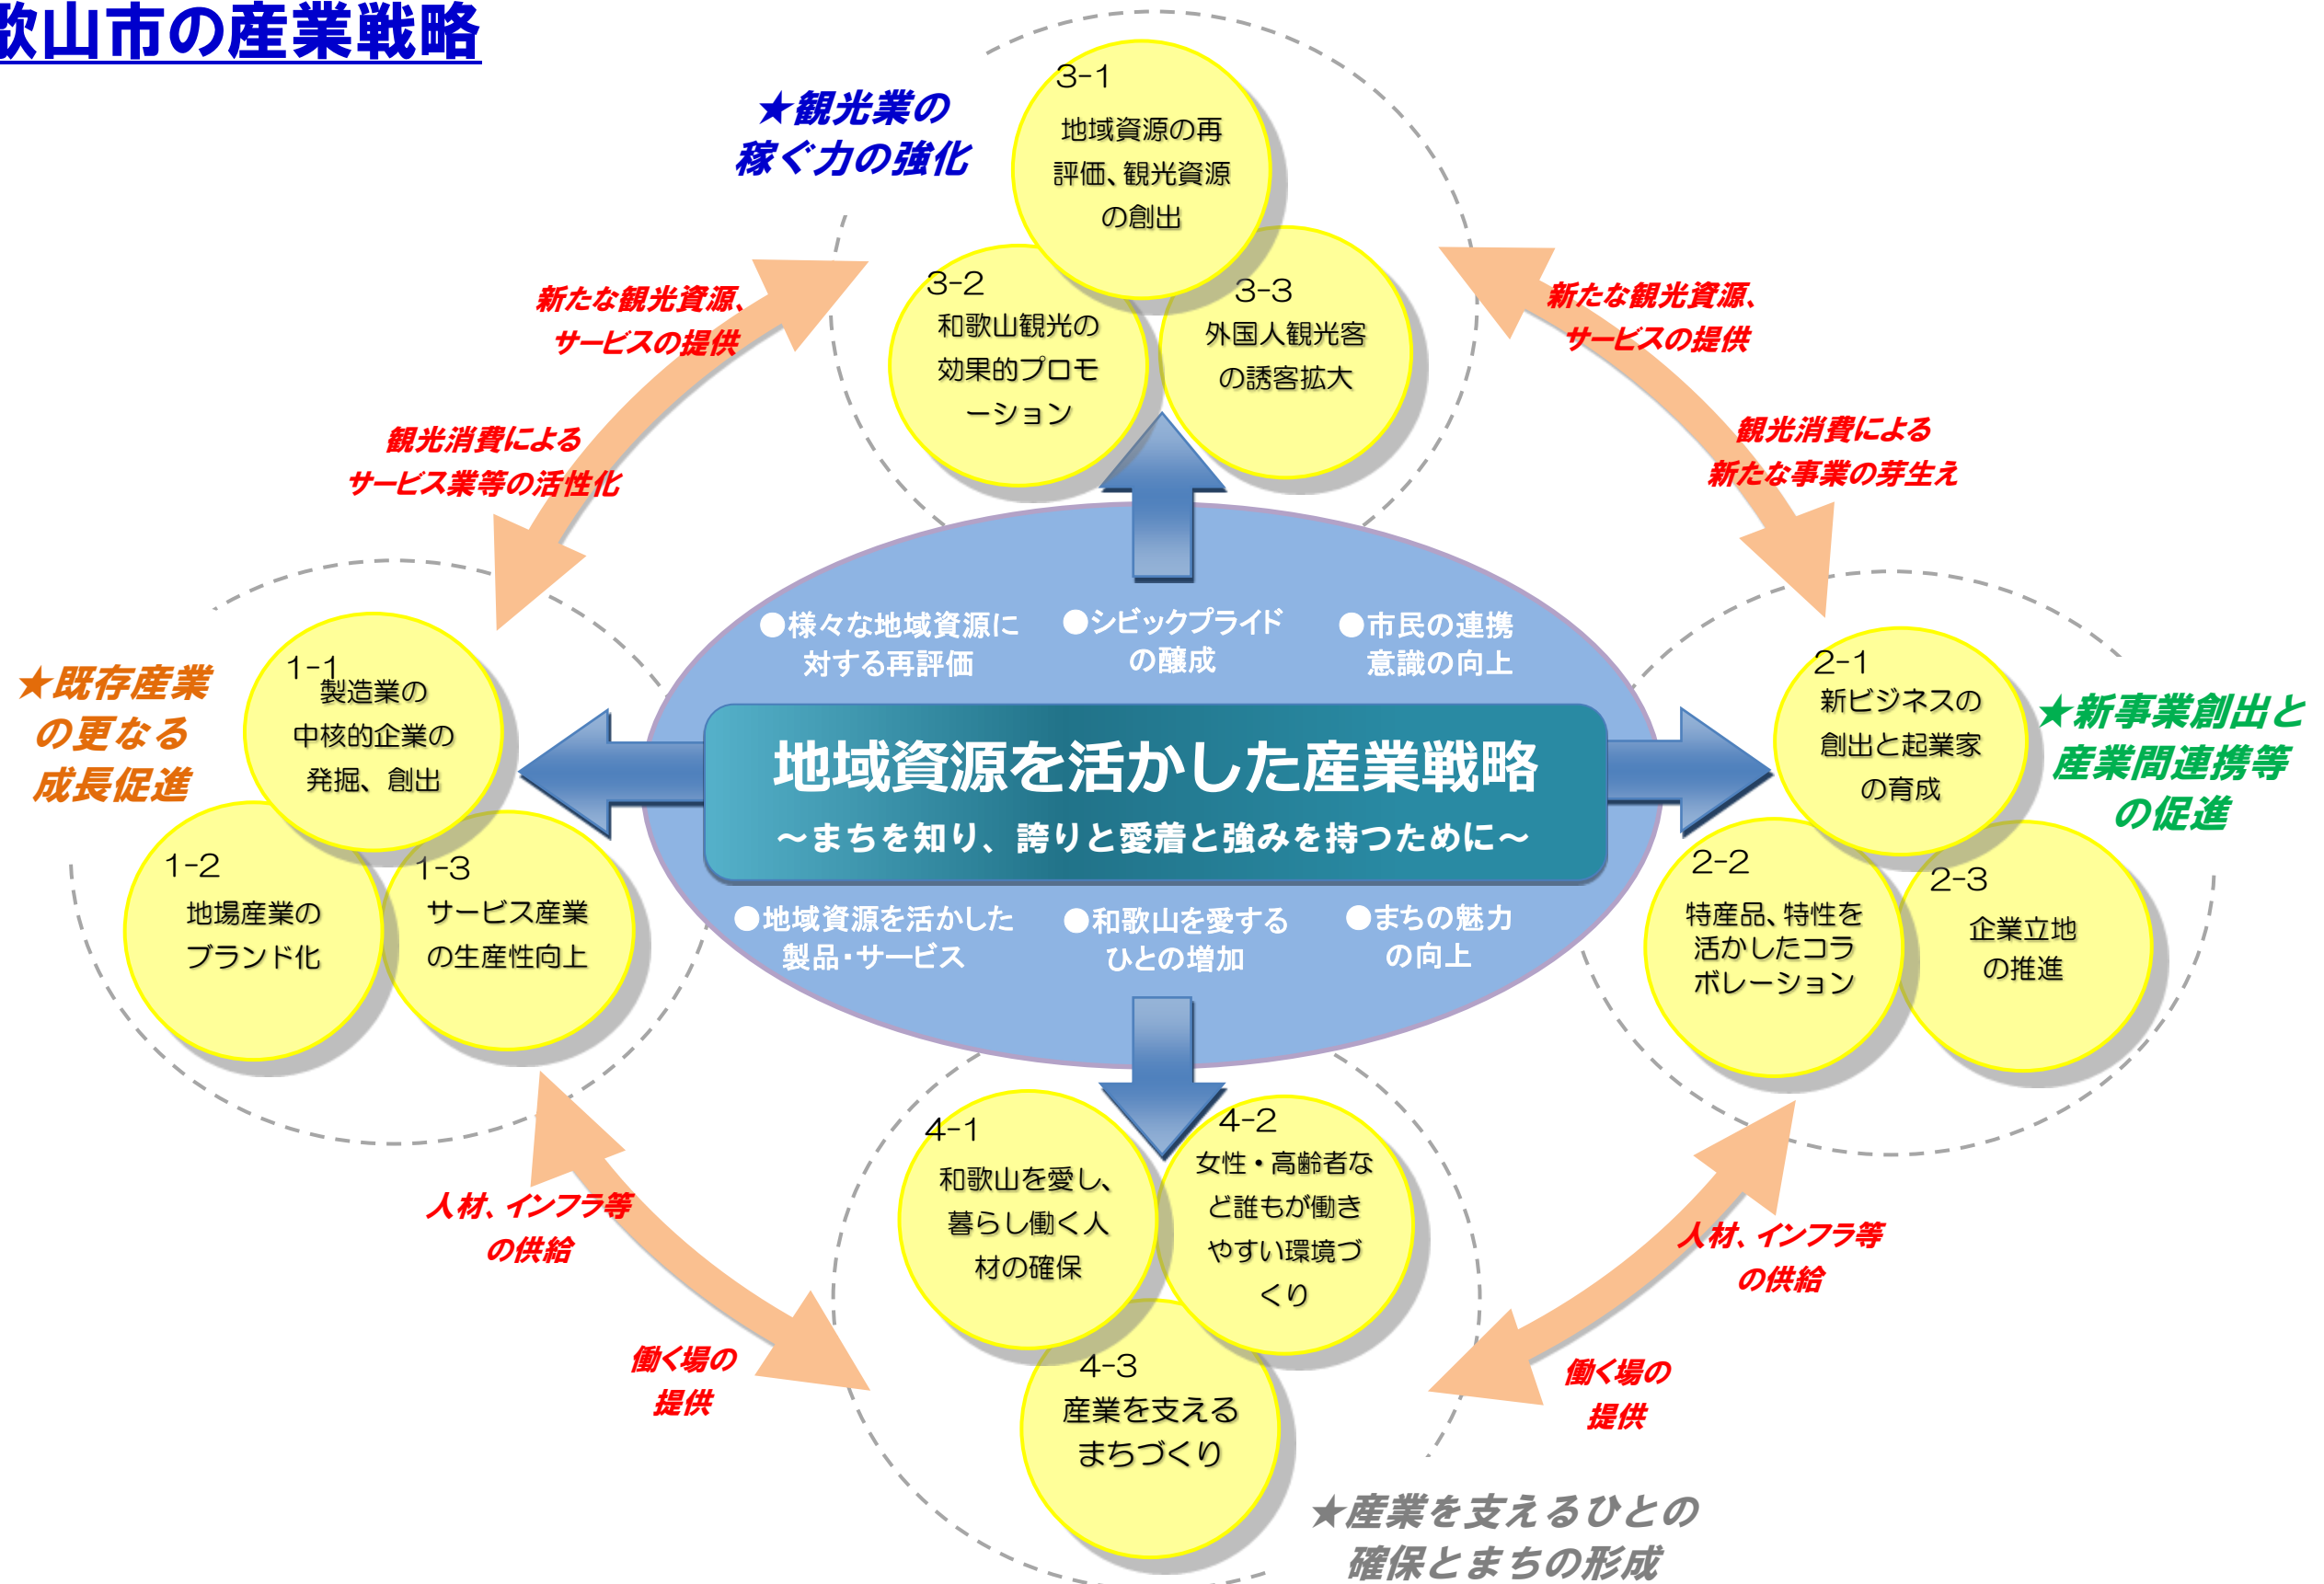 歌山市の産業戦略
★観光業の
稼ぐ力の強化
3-1
地域資源の再
評価、観光資源
の創出
3-2
和歌山観光の
効果的プロモ
ーション
3-3
外国人観光客
の誘客拡大
新たな観光資源、
サービスの提供
観光消費による
サービス業等の活性化
新たな観光資源、
サービスの提供
観光消費による
新たな事業の芽生え
★既存産業
の更なる
成長促進
1-1
製造業の
中核的企業の
発掘、創出
1-2
地場産業の
ブランド化
1-3
サービス産業
の生産性向上
●様々な地域資源に
対する再評価
●シビックプライド
の醸成
●市民の連携
意識の向上
地域資源を活かした産業戦略
～まちを知り、誇りと愛着と強みを持つために～
●地域資源を活かした
製品・サービス
●和歌山を愛する
ひとの増加
●まちの魅力
の向上
2-1
新ビジネスの
創出と起業家
の育成
2-2
特産品、特性を
活かしたコラ
ボレーション
2-3
企業立地
の推進
★新事業創出と
産業間連携等
の促進
人材、インフラ等
の供給
働く場の
提供
4-1
和歌山を愛し、
暮らし働く人
材の確保
4-2
女性・高齢者な
ど誰もが働き
やすい環境づ
くり
4-3
産業を支える
まちづくり
人材、インフラ等
の供給
働く場の
提供
★産業を支えるひとの
確保とまちの形成